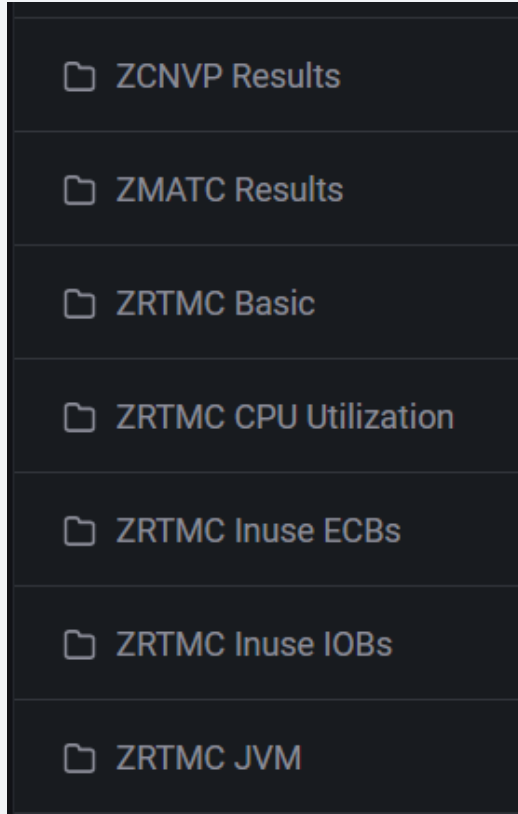 ZCNVP Results
ZMATC Results
ZRTMC Basic
ZRTMC CPU Utilization
ZRTMC Inuse ECBs
ZRTMC Inuse IOBs
ZRTMC JVM